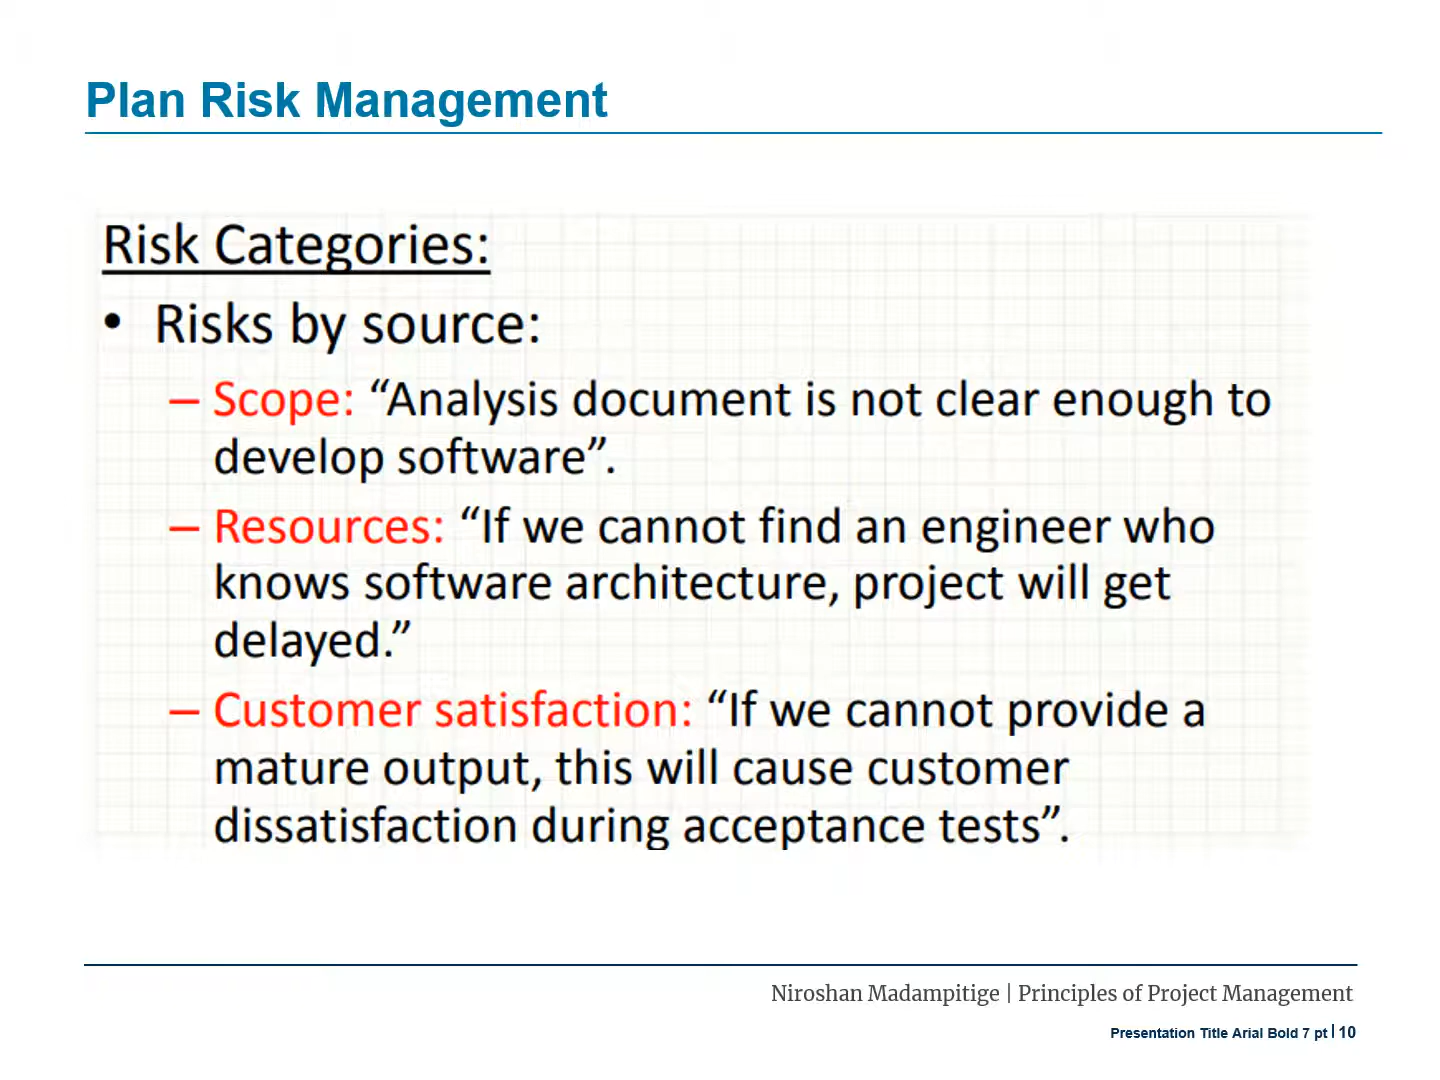 Plan Risk Management
Risk Categories:
• Risks by source:
– Scope: “Analysis document is not clear enough to
develop software”.
– Resources: “If we cannot find an engineer who
knows software architecture, project will get
delayed.”
– Customer satisfaction: “If we cannot provide a
mature output, this will cause customer
dissatisfaction during acceptance tests”.
Niroshan Madampitige | Principles of Project Management
Presentation Title Arial Bold 7 pt | 10